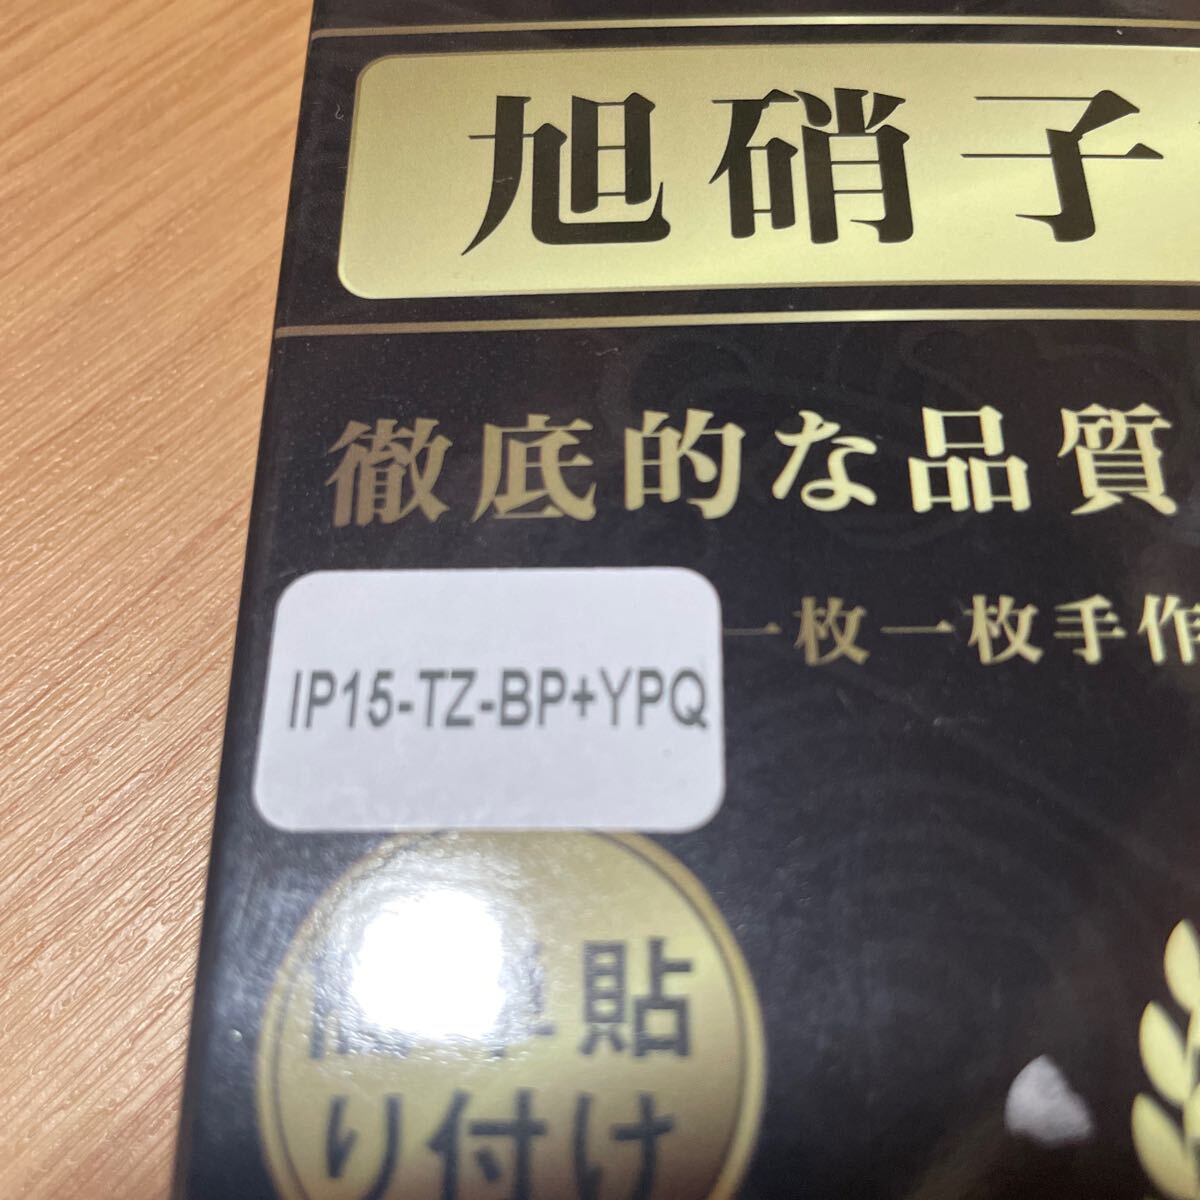 旭硝子
徹底的な品質
一枚一枚手作
IP15-TZ-BP+YPQ
貼
り付け